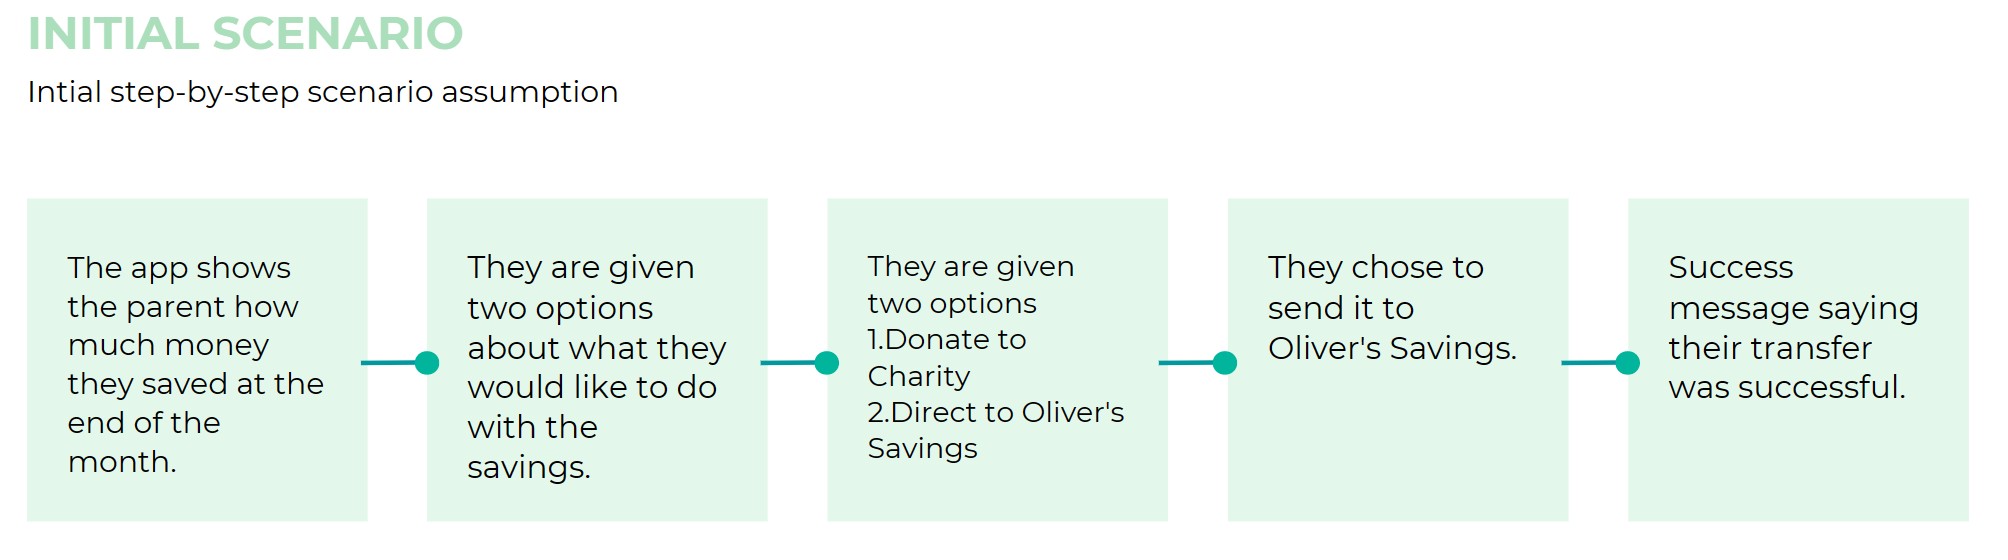 INITIAL SCENARIO
Intial step-by-step scenario assumption
The app shows
the parent how
much money
they saved at the
end of the
month.
They are given
two options
about what they
would like to do
with the
savings.
They are given
two options
1.Donate to
Charity
2.Direct to Oliver's
Savings
They chose to
send it to
Oliver's Savings.
Success
message saying
their transfer
was successful.